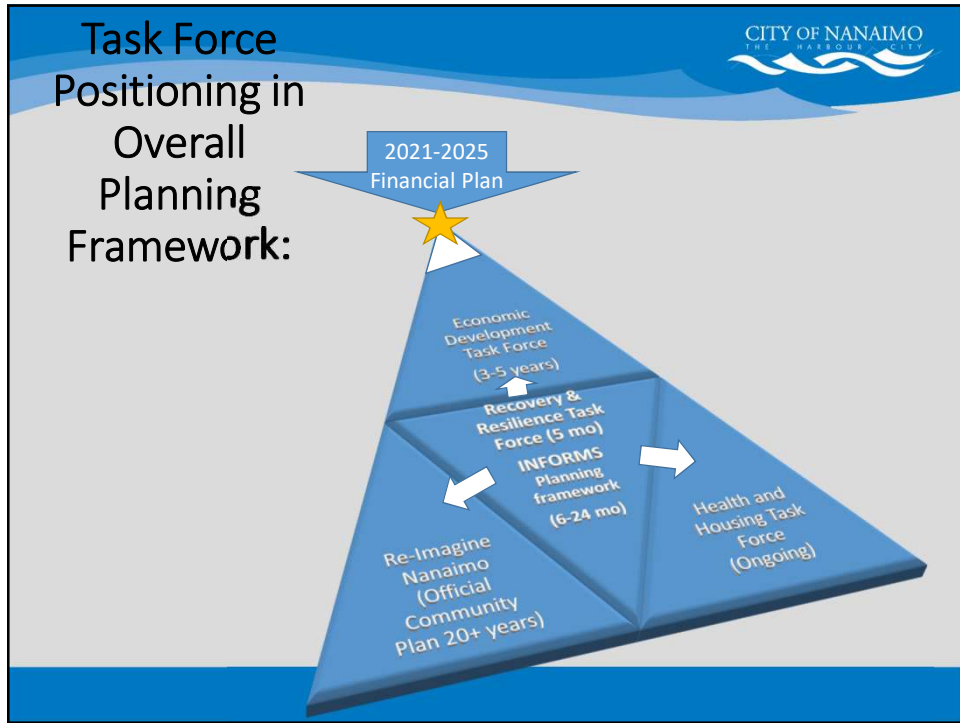 Task Force
Positioning in
Overall
Planning
Framework:
CITY OF NANAIMO
THE HARBOUR CITY
2021-2025
Financial Plan
Economic
Development
Task Force
(3-5 years)
Recovery &
Resilience Task
Force (5 mo)
INFORMS
Planning
framework
(6-24 mo)
Re-Imagine
Nanaimo
(Official
Community
Plan 20+ years)
Health and
Housing Task
Force
(Ongoing)